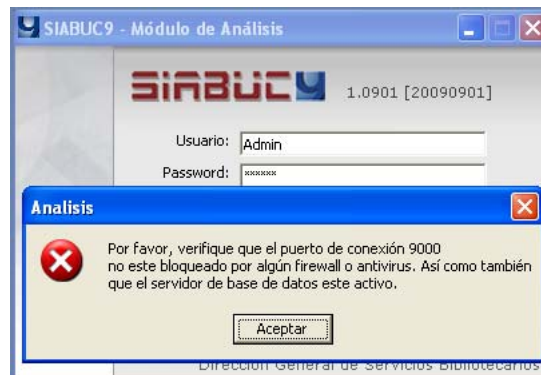 SIABUC9 - Módulo de Análisis
SIABUC9 1.0901 [20090901]
Usuario: Admin
Password: xxxxxx
Analisis
Por favor, verifique que el puerto de conexión 9000
no este bloqueado por algún firewall o antivirus. Así como también
que el servidor de base de datos este activo.
Aceptar
Dirección General de Servicios Bibliotecarios